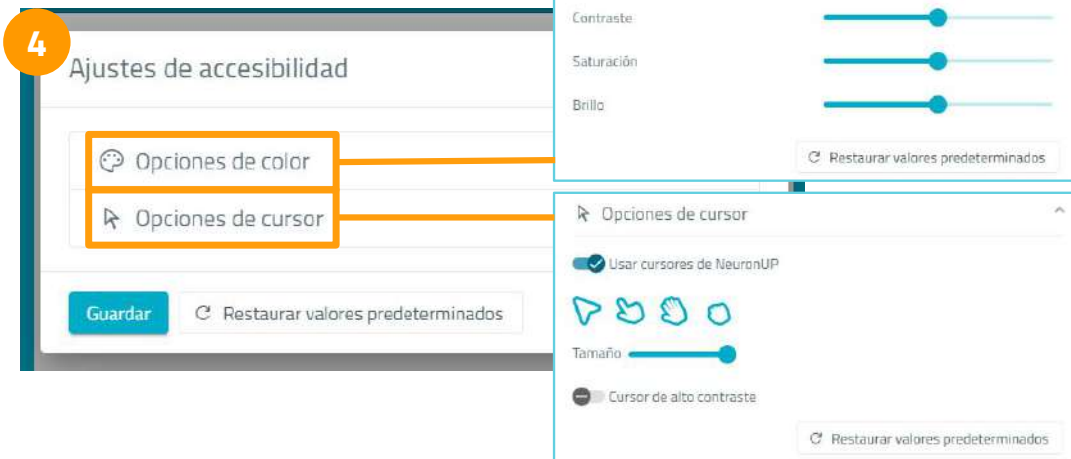 4
Ajustes de accesibilidad
Opciones de color
Opciones de cursor
Guardar
Restaurar valores predeterminados
Contraste
Saturación
Brillo
Restaurar valores predeterminados
Opciones de cursor
Usar cursores de NeuronUP
Tamaño
Cursor de alto contraste
Restaurar valores predeterminados